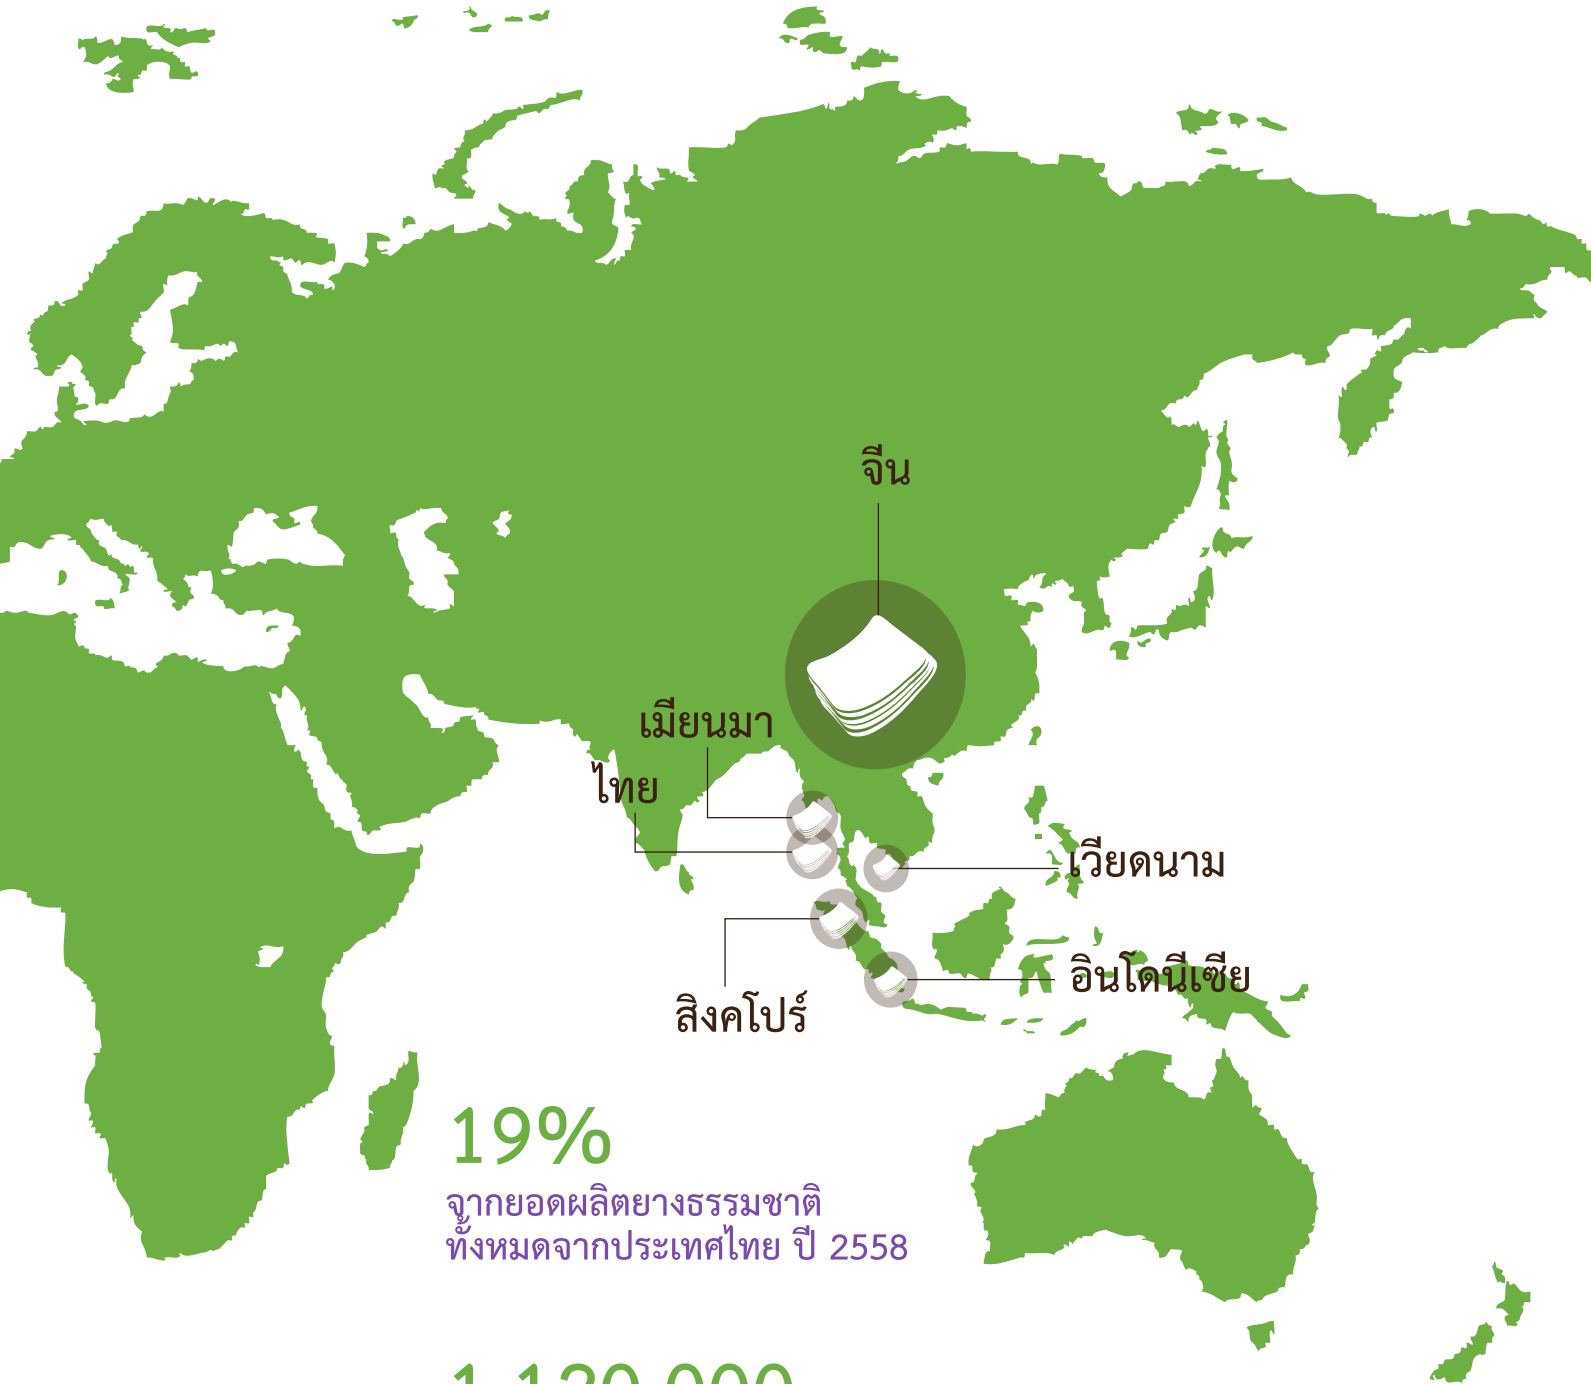 จีน
เมียนมา
ไทย
เวียดนาม
สิงคโปร์
อินโดนีเซีย
19%
จากยอดผลิตยางธรรมชาติ
ทั้งหมดจากประเทศไทย ปี 2558